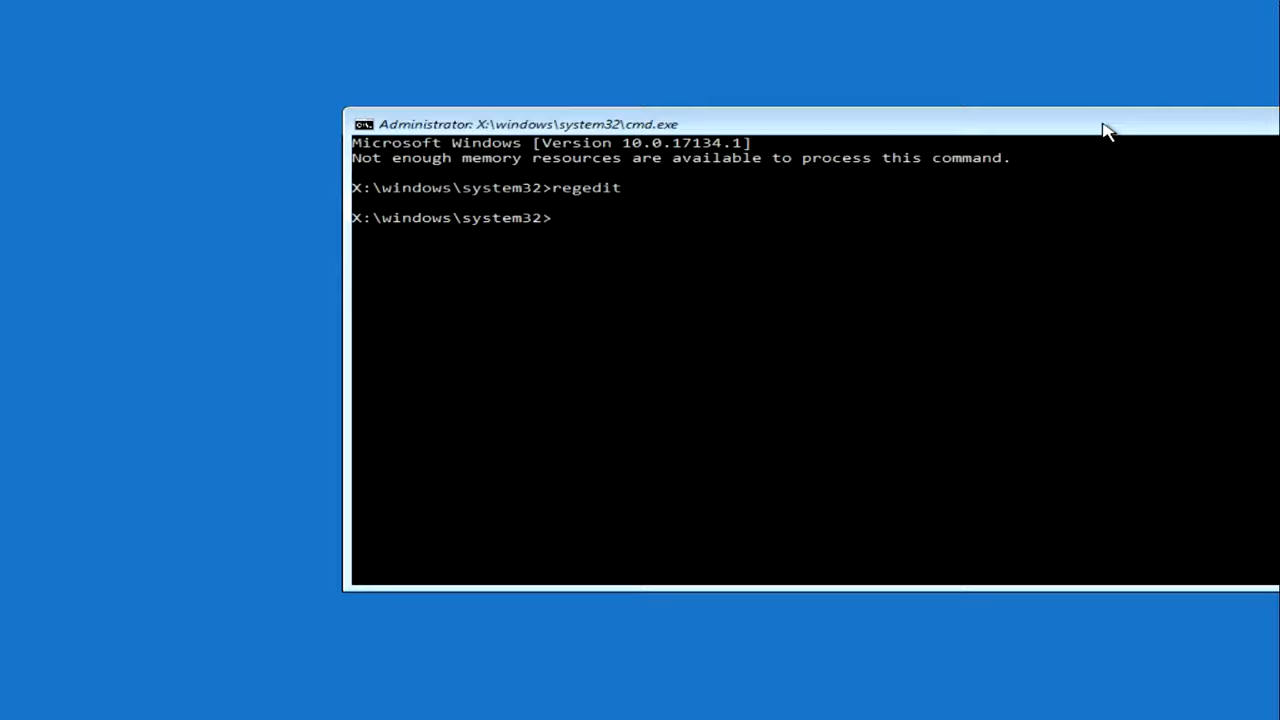 Administrator: X:\windows\system32\cmd.exe
Microsoft Windows [Version 10.0.17134.1]
Not enough memory resources are available to process this command.
X:\windows\system32>regedit
X:\windows\system32>